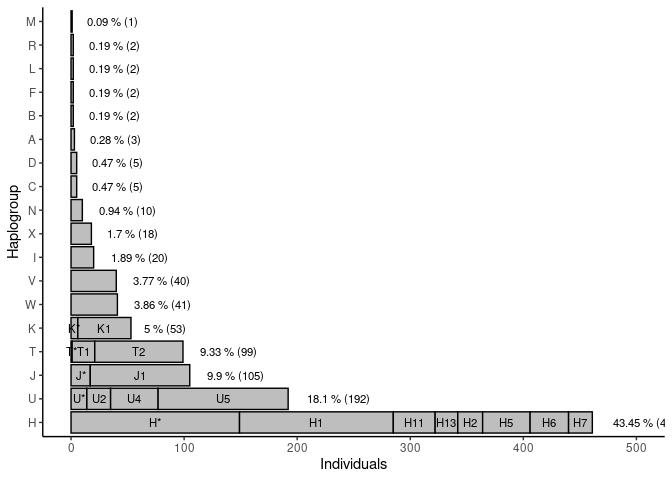 M 0.09 % (1)
R 0.19 % (2)
L 0.19 % (2)
F 0.19 % (2)
B 0.19 % (2)
A 0.28 % (3)
D 0.47 % (5)
C 0.47 % (5)
N 0.94 % (10)
X 1.7 % (18)
I 1.89 % (20)
V 3.77 % (40)
W 3.86 % (41)
K K* K1 5 % (53)
T T* T1 T2 9.33 % (99)
J J* J1 9.9 % (105)
U U* U2 U4 U5 18.1 % (192)
H H* H1 H11 H13 H2 H5 H6 H7 43.45 % (4
0 100 200 300 400 500
Individuals
Haplogroup